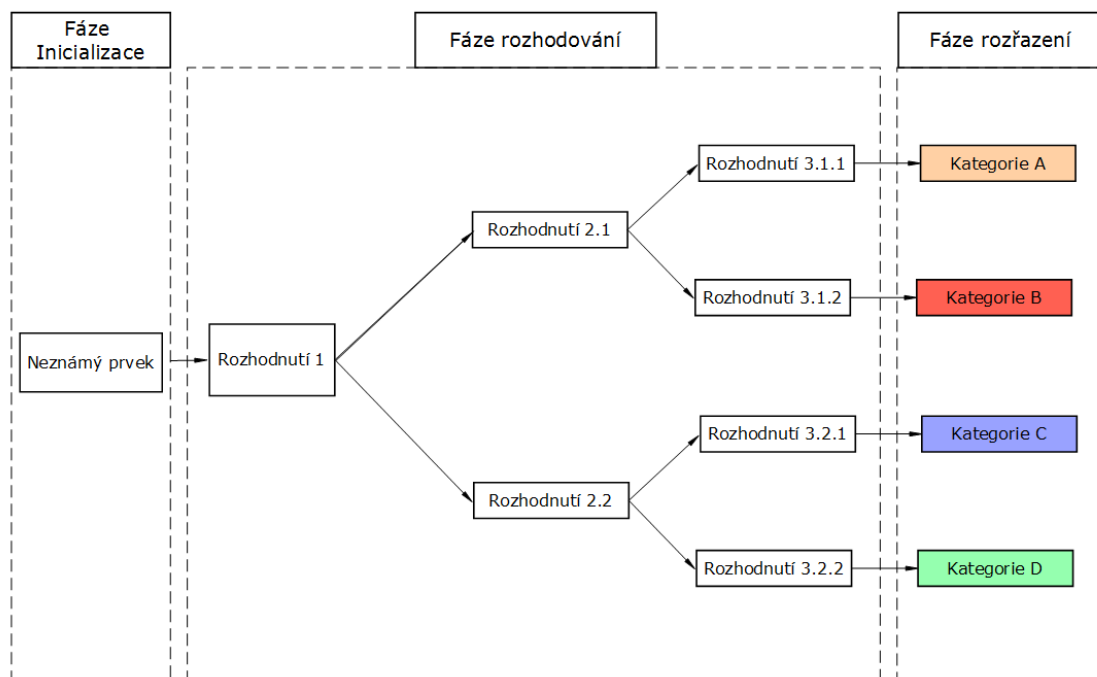 Fáze
Inicializace
Fáze rozhodování
Fáze rozřazení
Rozhodnutí 3.1.1
Kategorie A
Rozhodnutí 2.1
Rozhodnutí 3.1.2
Kategorie B
Neznámý prvek
Rozhodnutí 1
Rozhodnutí 3.2.1
Kategorie C
Rozhodnutí 2.2
Rozhodnutí 3.2.2
Kategorie D